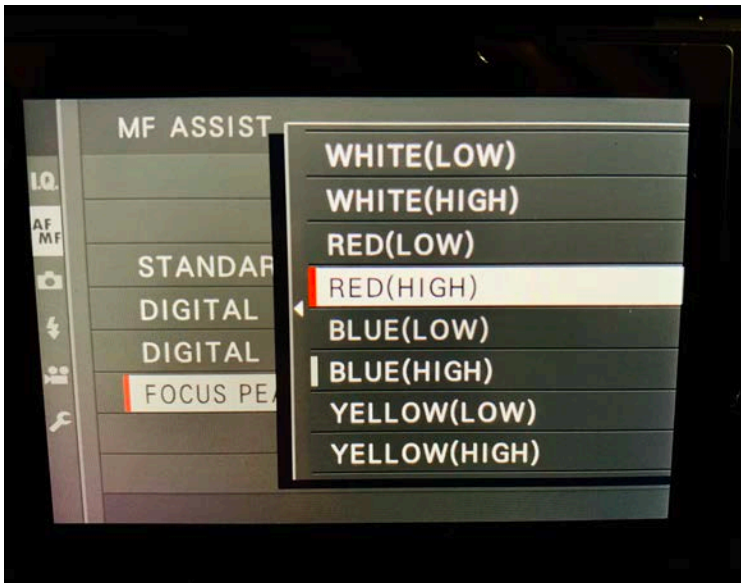 MF ASSIST
I.Q.
AF
MF
STANDAR
DIGITAL
DIGITAL
FOCUS PEA
WHITE(LOW)
WHITE(HIGH)
RED(LOW)
RED(HIGH)
BLUE(LOW)
BLUE(HIGH)
YELLOW(LOW)
YELLOW(HIGH)